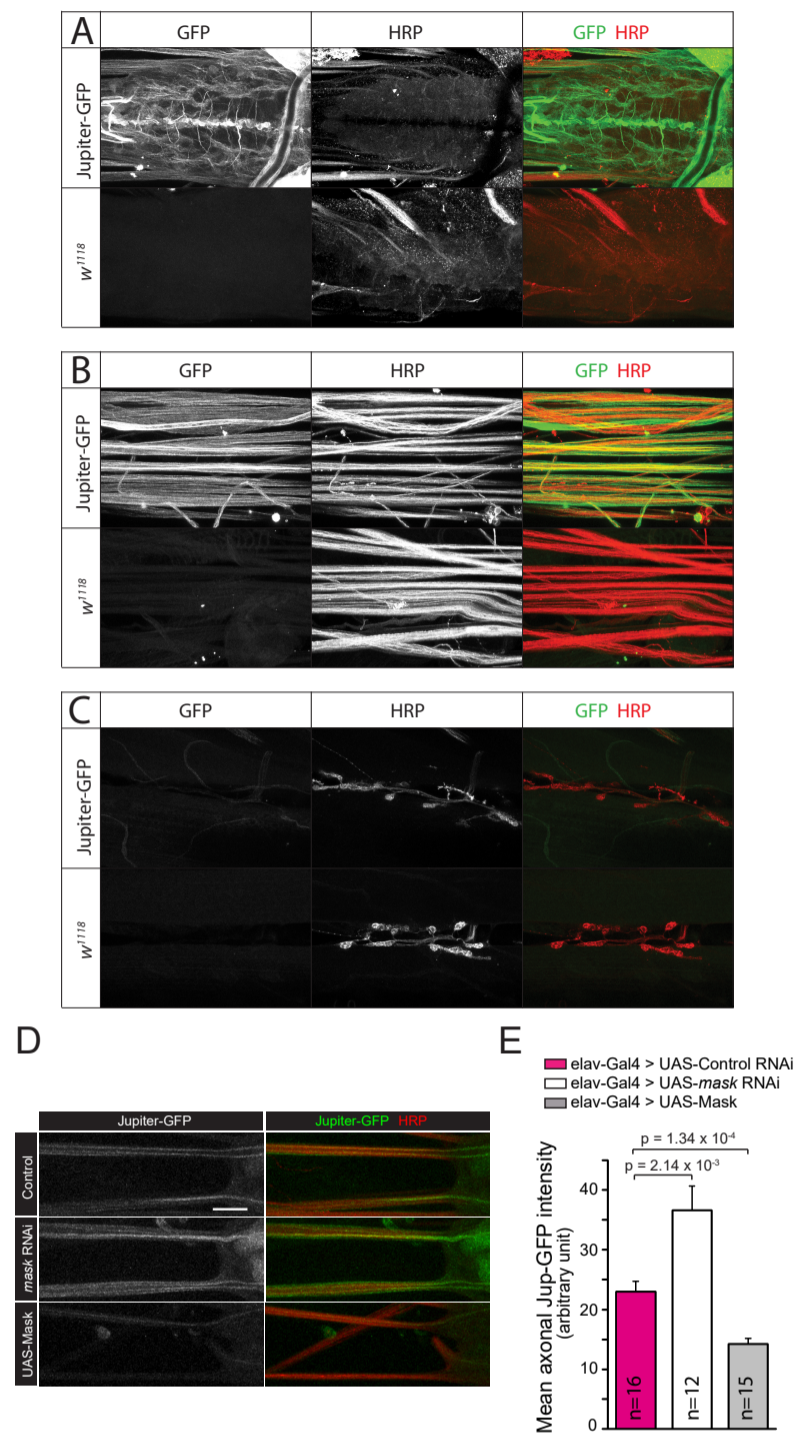 A
GFP
HRP
GFP HRP
Jupiter-GFP
w1118
B
GFP
HRP
GFP HRP
Jupiter-GFP
w1118
C
GFP
HRP
GFP HRP
Jupiter-GFP
w1118
D
Jupiter-GFP
Jupiter-GFP HRP
Control
mask RNAi
UAS-Mask
E
elav-Gal4 > UAS-Control RNAi
elav-Gal4 > UAS-mask RNAi
elav-Gal4 > UAS-Mask
p = 1.34 x 10-4
p = 2.14 x 10-3
Mean axonal Jup-GFP intensity
(arbitrary unit)
40
30
20
10
0
n=16
n=12
n=15